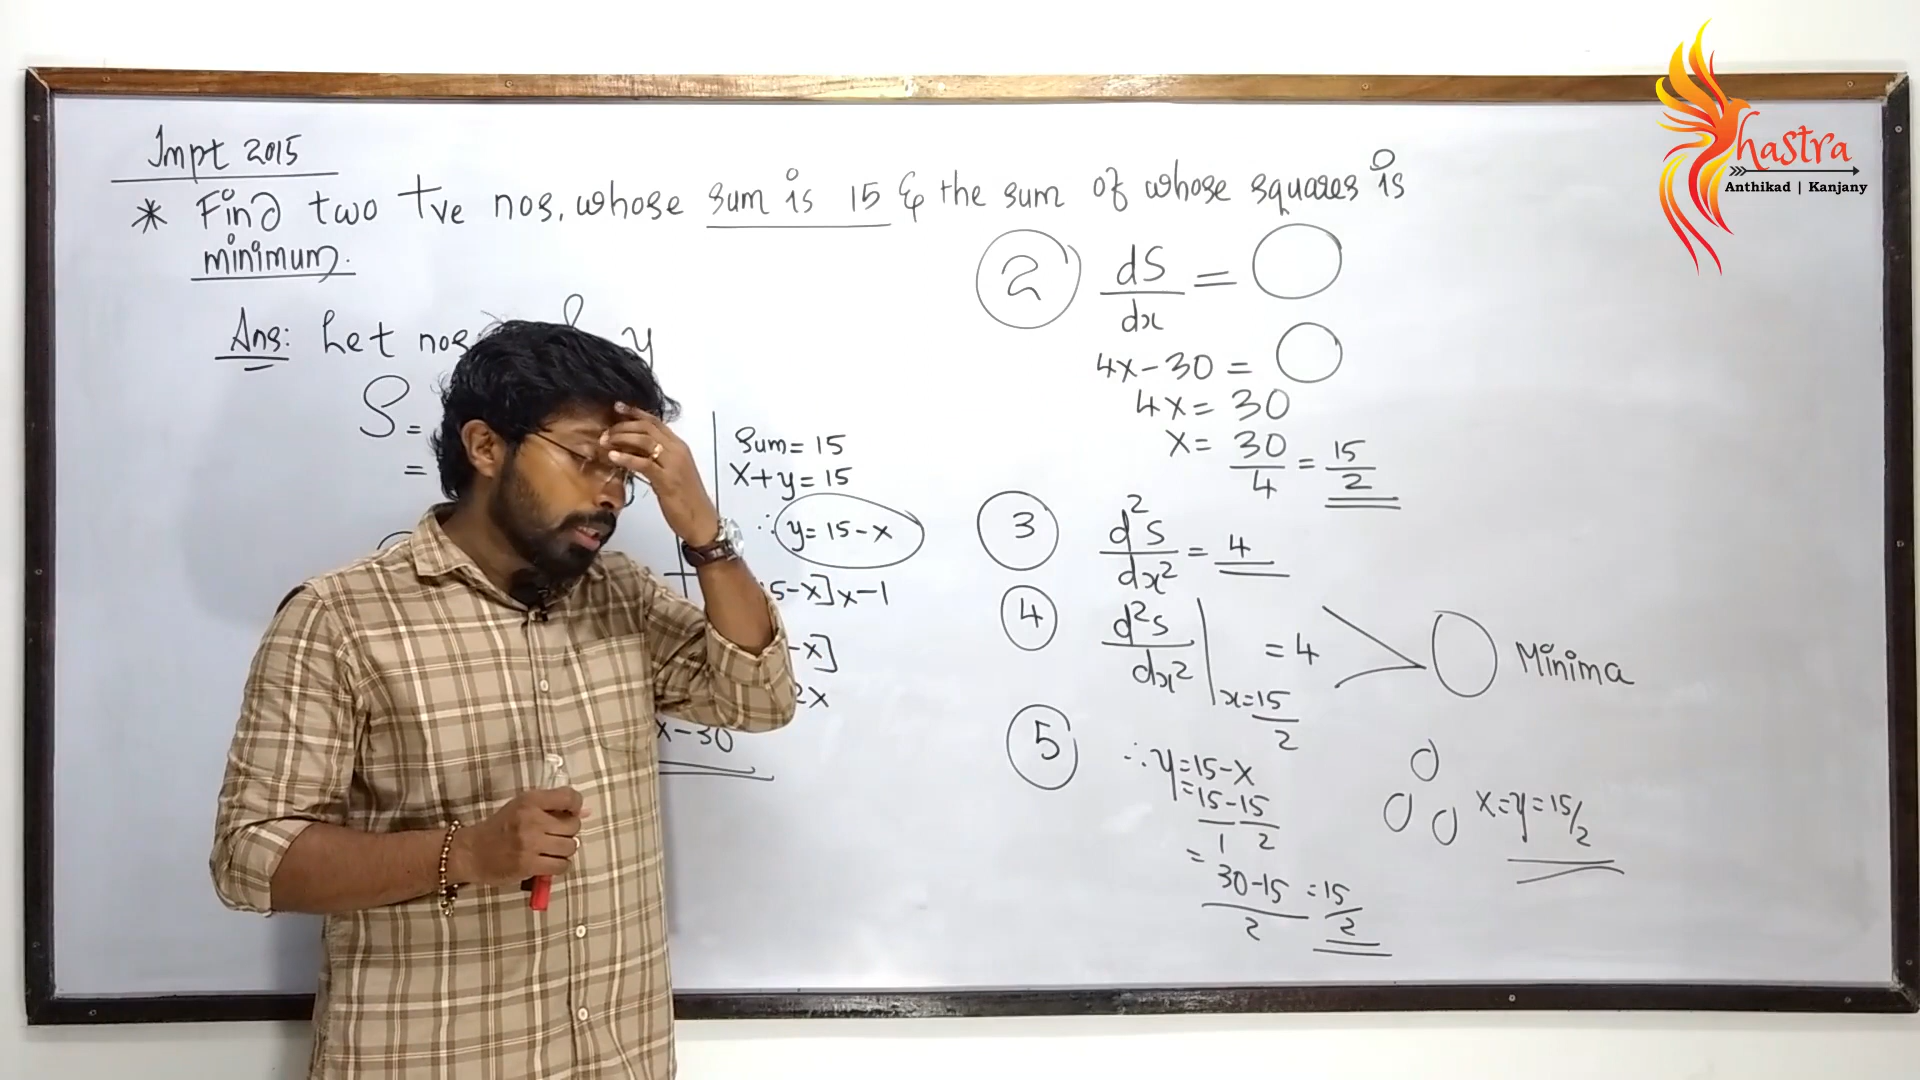 Impt 2015
* Find two +ve nos. whose sum is 15 & the sum of whose squares is
minimum.
Ans: Let nos y
S =
=
Sum = 15
x + y = 15
∴ y = 15 - x
5-x] x -1
-x]
2x
x - 30
2 dS/dx = 0
4x - 30 = 0
4x = 30
x = 30/4 = 15/2
3 d²s/dx² = 4
4 d²s/dx² | x = 15/2 = 4 > 0 Minima
5 ∴ y = 15 - x
= 15/1 - 15/2
= 30-15/2 = 15/2
x = y = 15/2
hastra
Anthikad | Kanjany